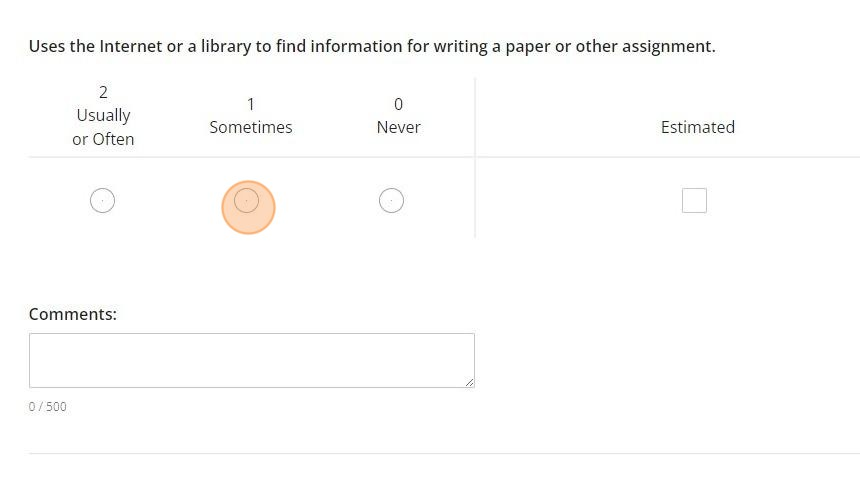 Uses the Internet or a library to find information for writing a paper or other assignment.
2
Usually
or Often
1
Sometimes
0
Never
Estimated
Comments:
0 / 500